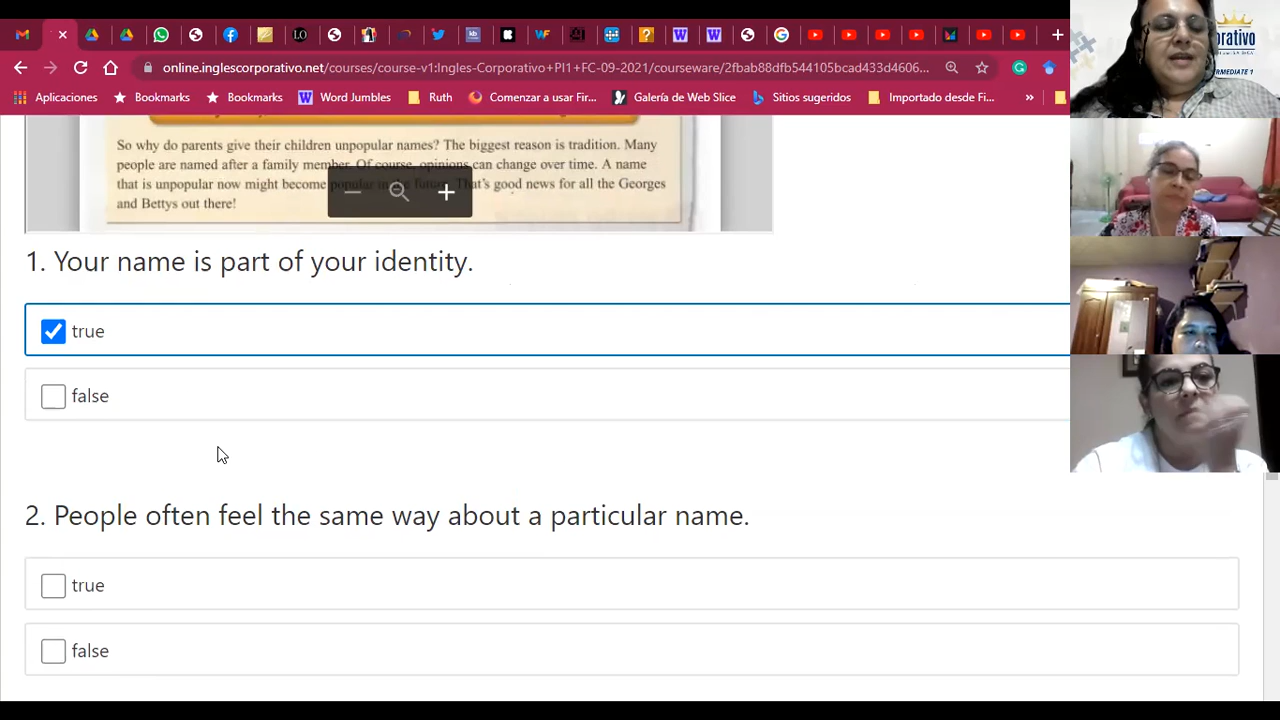 online.inglescorporativo.net/courses/course-v1:Ingles-Corporativo+PI1+FC-09-2021/courseware/2fbab88dfb544105bcad433d4606...
Aplicaciones Bookmarks Bookmarks Word Jumbles Ruth Comenzar a usar Fir... Galería de Web Slice Sitios sugeridos Importado desde Fi... »
So why do parents give their children unpopular names? The biggest reason is tradition. Many
people are named after a family member. Of course, opinions can change over time. A name
that is unpopular now might become popular in the future. That's good news for all the Georges
and Bettys out there!
1. Your name is part of your identity.
true
false
2. People often feel the same way about a particular name.
true
false